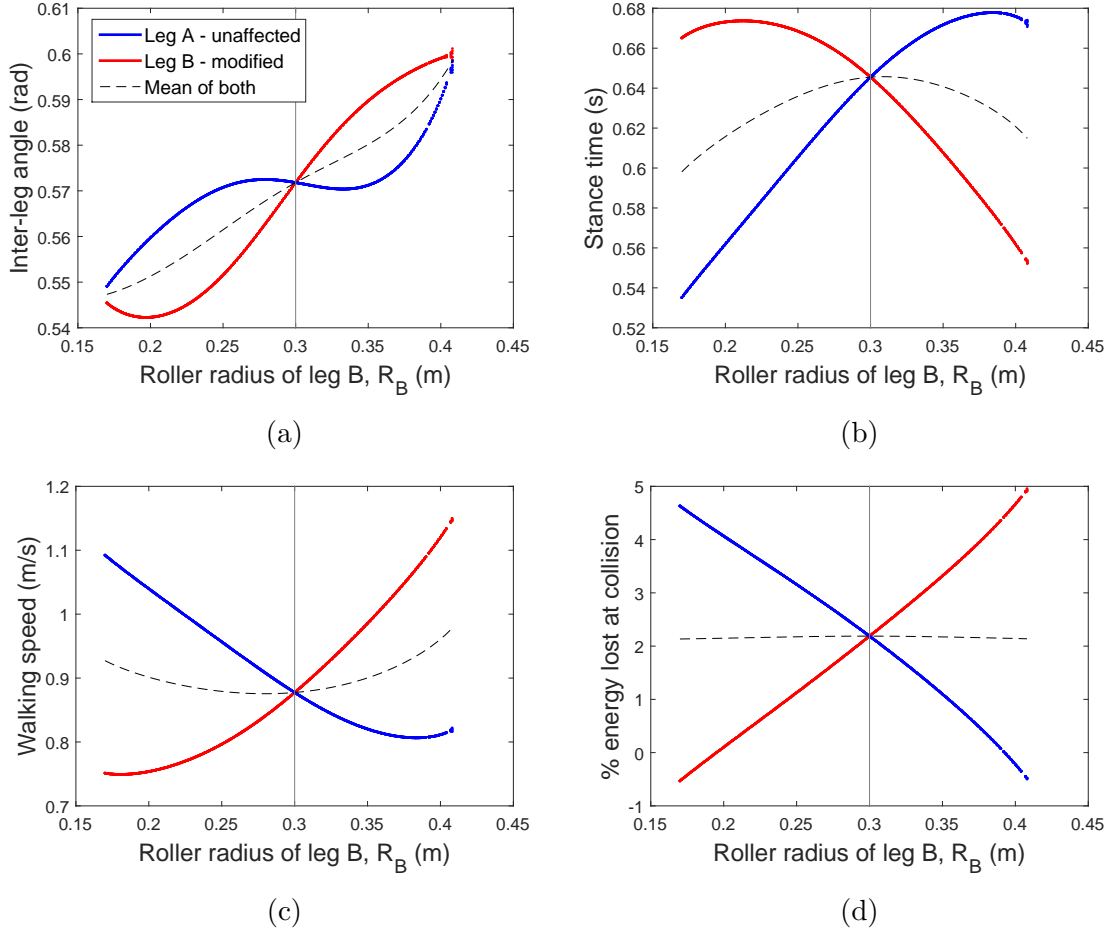 Leg A - unaffected
Leg B - modified
Mean of both
0.6
0.59
0.58
0.57
0.56
0.55
0.54
Inter-leg angle (rad)
0.15 0.2 0.25 0.3 0.35 0.4 0.45
Roller radius of leg B, R_B (m)
(a)
0.68
0.66
0.64
0.62
0.6
0.58
0.56
0.54
0.52
Stance time (s)
0.15 0.2 0.25 0.3 0.35 0.4 0.45
Roller radius of leg B, R_B (m)
(b)
1.2
1.1
1
0.9
0.8
0.7
Walking speed (m/s)
0.15 0.2 0.25 0.3 0.35 0.4 0.45
Roller radius of leg B, R_B (m)
(c)
5
4
3
2
1
0
-1
% energy lost at collision
0.15 0.2 0.25 0.3 0.35 0.4 0.45
Roller radius of leg B, R_B (m)
(d)